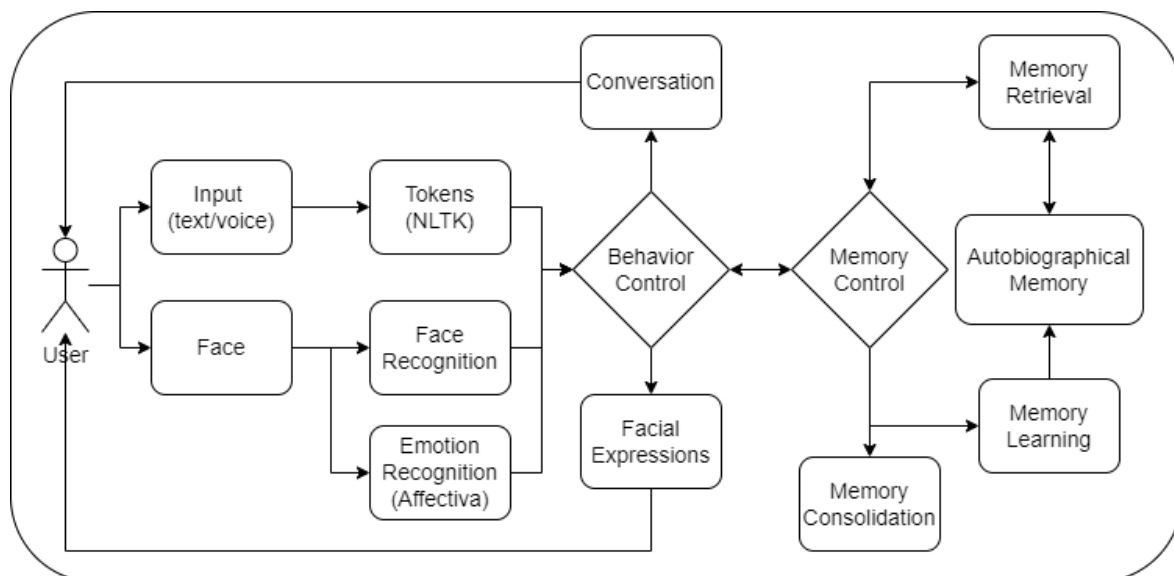 Conversation
Memory
Retrieval
Input
(text/voice)
Tokens
(NLTK)
Behavior
Control
Memory
Control
Autobiographical
Memory
User
Face
Face
Recognition
Emotion
Recognition
(Affectiva)
Facial
Expressions
Memory
Learning
Memory
Consolidation